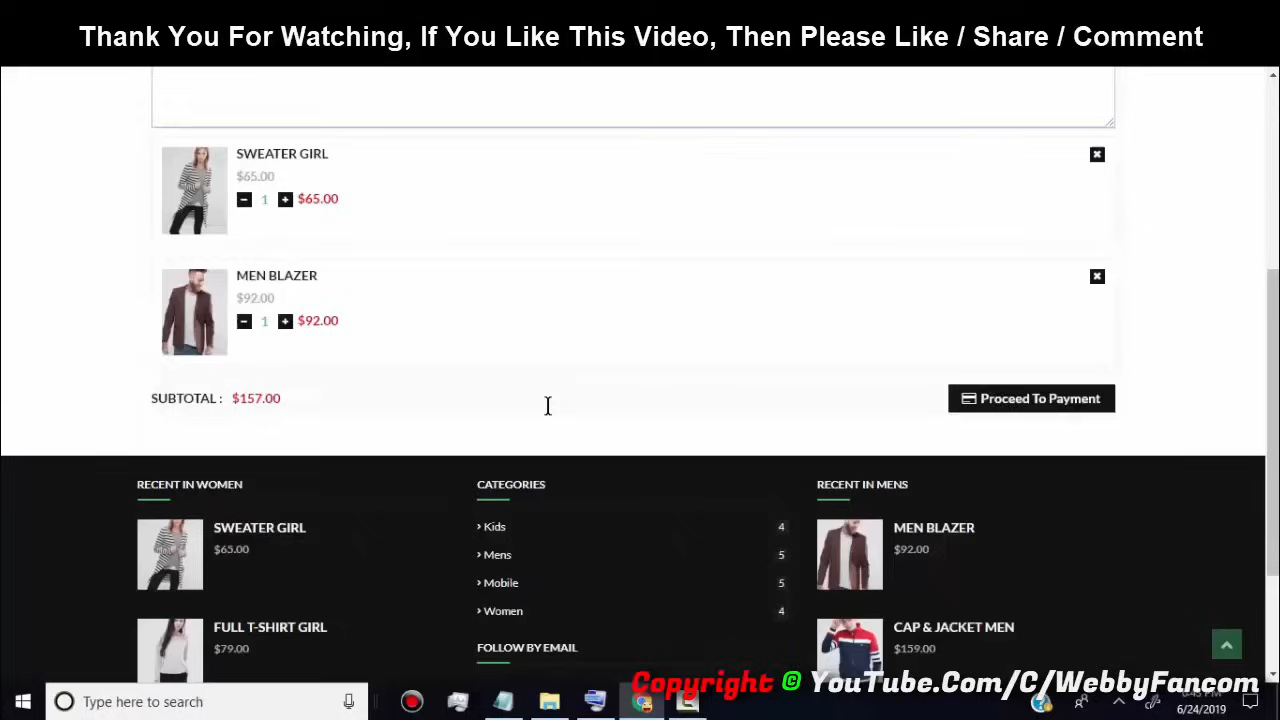 Thank You For Watching, If You Like This Video, Then Please Like / Share / Comment
SWEATER GIRL
$65.00
1 $65.00
MEN BLAZER
$92.00
1 $92.00
SUBTOTAL : $157.00
Proceed To Payment
RECENT IN WOMEN
SWEATER GIRL
$65.00
FULL T-SHIRT GIRL
$79.00
CATEGORIES
Kids 4
Mens 5
Mobile 5
Women 4
FOLLOW BY EMAIL
RECENT IN MENS
MEN BLAZER
$92.00
CAP & JACKET MEN
$159.00
Copyright © YouTube.Com/C/WebbyFancom
Type here to search
6/24/2019